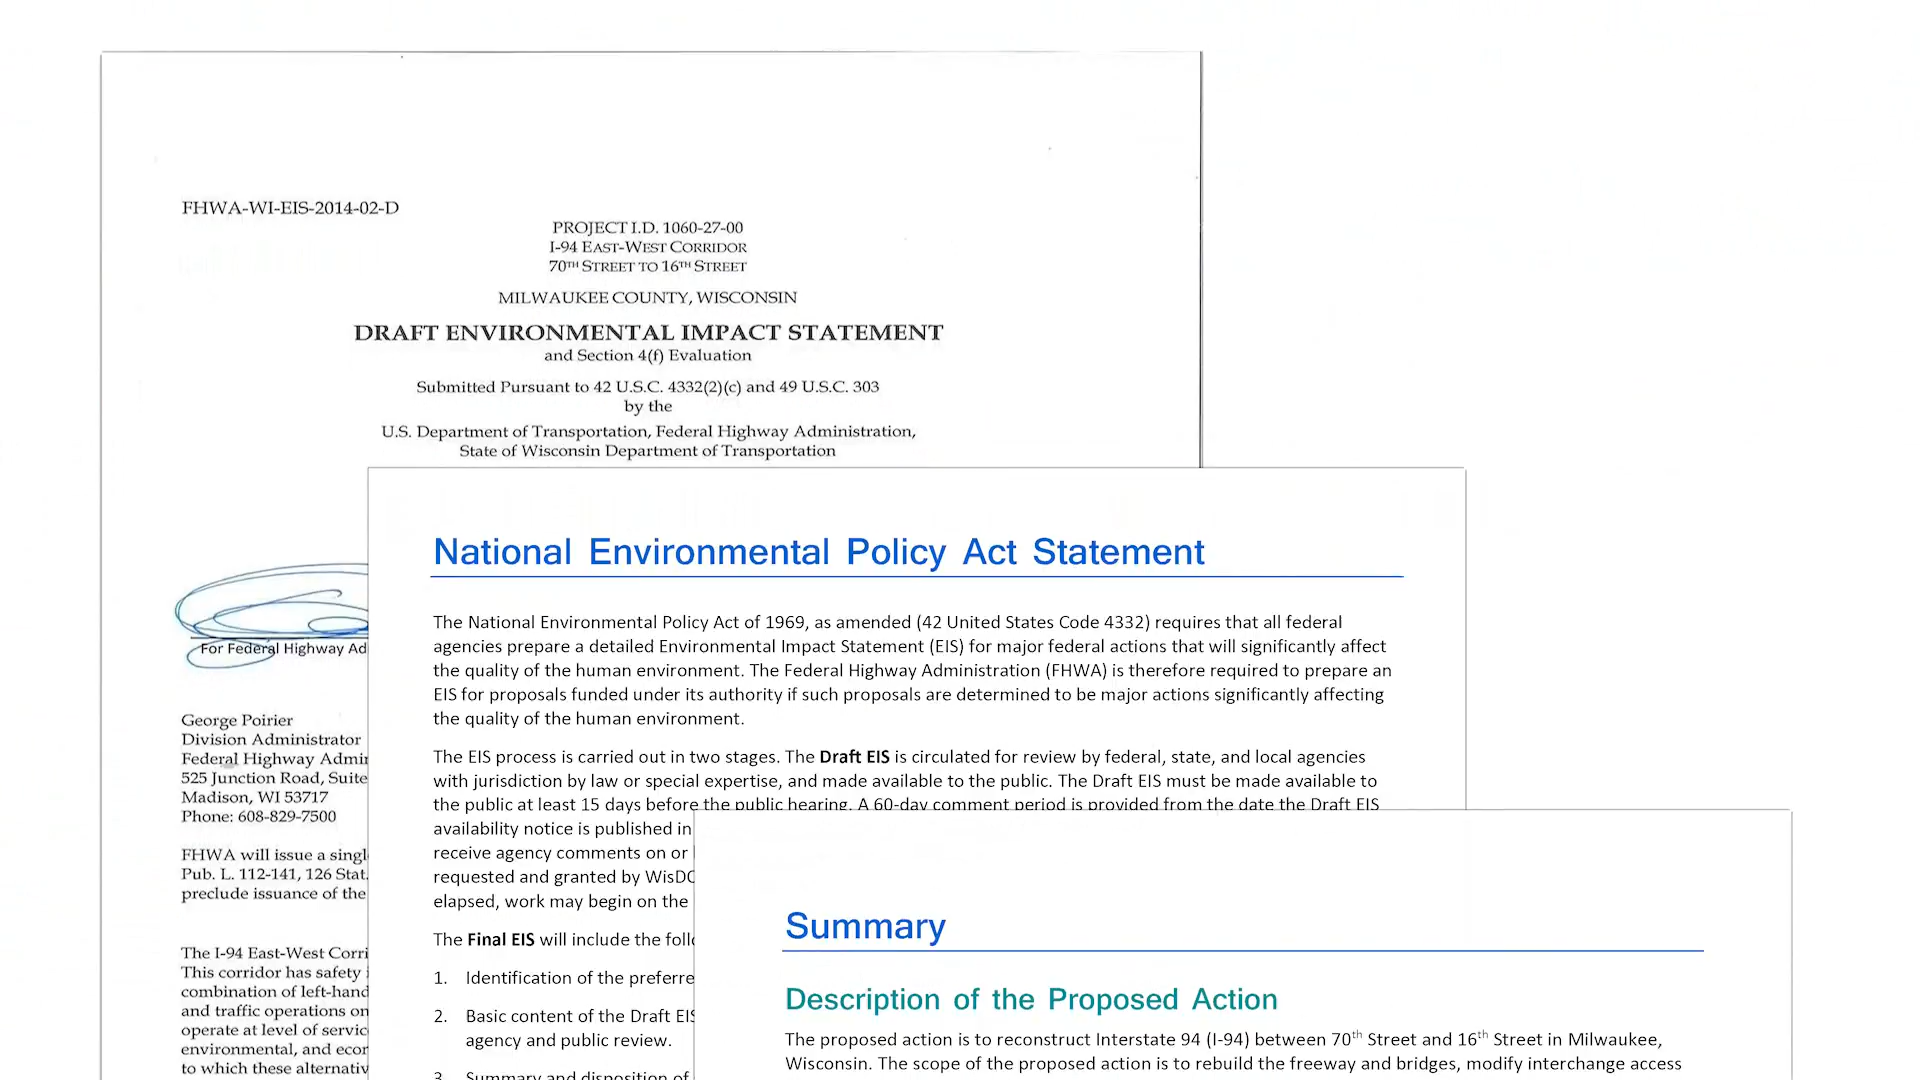 FHWA-WI-EIS-2014-02-D
PROJECT I.D. 1060-27-00
I-94 EAST-WEST CORRIDOR
70TH STREET TO 16TH STREET
MILWAUKEE COUNTY, WISCONSIN
DRAFT ENVIRONMENTAL IMPACT STATEMENT
and Section 4(f) Evaluation
Submitted Pursuant to 42 U.S.C. 4332(2)(c) and 49 U.S.C. 303
by the
U.S. Department of Transportation, Federal Highway Administration,
State of Wisconsin Department of Transportation
For Federal Highway Ad
George Poirier
Division Administrator
Federal Highway Admi
525 Junction Road, Suite
Madison, WI 53717
Phone: 608-829-7500
FHWA will issue a singl
Pub. L. 112-141, 126 Stat.
preclude issuance of the
The I-94 East-West Corri
This corridor has safety
combination of left-hand
and traffic operations on
operate at level of servic
environmental, and econ
to which these alternativ
National Environmental Policy Act Statement
The National Environmental Policy Act of 1969, as amended (42 United States Code 4332) requires that all federal
agencies prepare a detailed Environmental Impact Statement (EIS) for major federal actions that will significantly affect
the quality of the human environment. The Federal Highway Administration (FHWA) is therefore required to prepare an
EIS for proposals funded under its authority if such proposals are determined to be major actions significantly affecting
the quality of the human environment.
The EIS process is carried out in two stages. The Draft EIS is circulated for review by federal, state, and local agencies
with jurisdiction by law or special expertise, and made available to the public. The Draft EIS must be made available to
the public at least 15 days before the public hearing. A 60-day comment period is provided from the date the Draft EIS
availability notice is published in
receive agency comments on or
requested and granted by WisDO
elapsed, work may begin on the
The Final EIS will include the follo
1. Identification of the preferre
2. Basic content of the Draft EIS
agency and public review.
3. Summary and disposition of
Summary
Description of the Proposed Action
The proposed action is to reconstruct Interstate 94 (I-94) between 70th Street and 16th Street in Milwaukee,
Wisconsin. The scope of the proposed action is to rebuild the freeway and bridges, modify interchange access